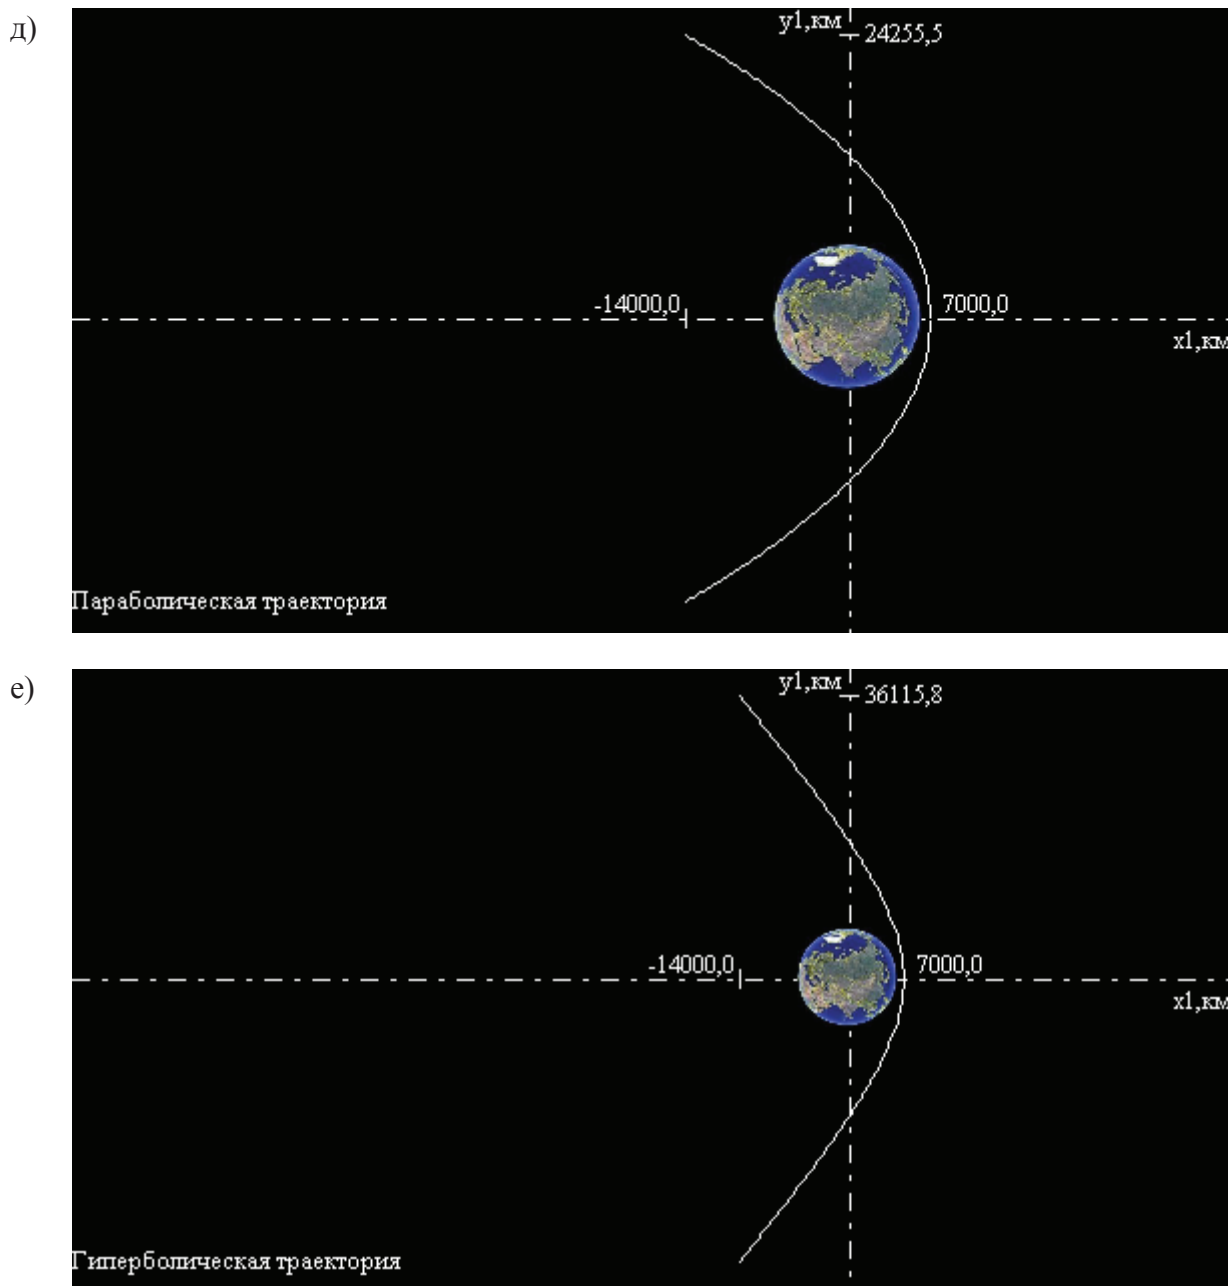 д)
y1,км
24255,5
-14000,0
7000,0
x1,км
Параболическая траектория
е)
y1,км
36115,8
-14000,0
7000,0
x1,км
Гиперболическая траектория